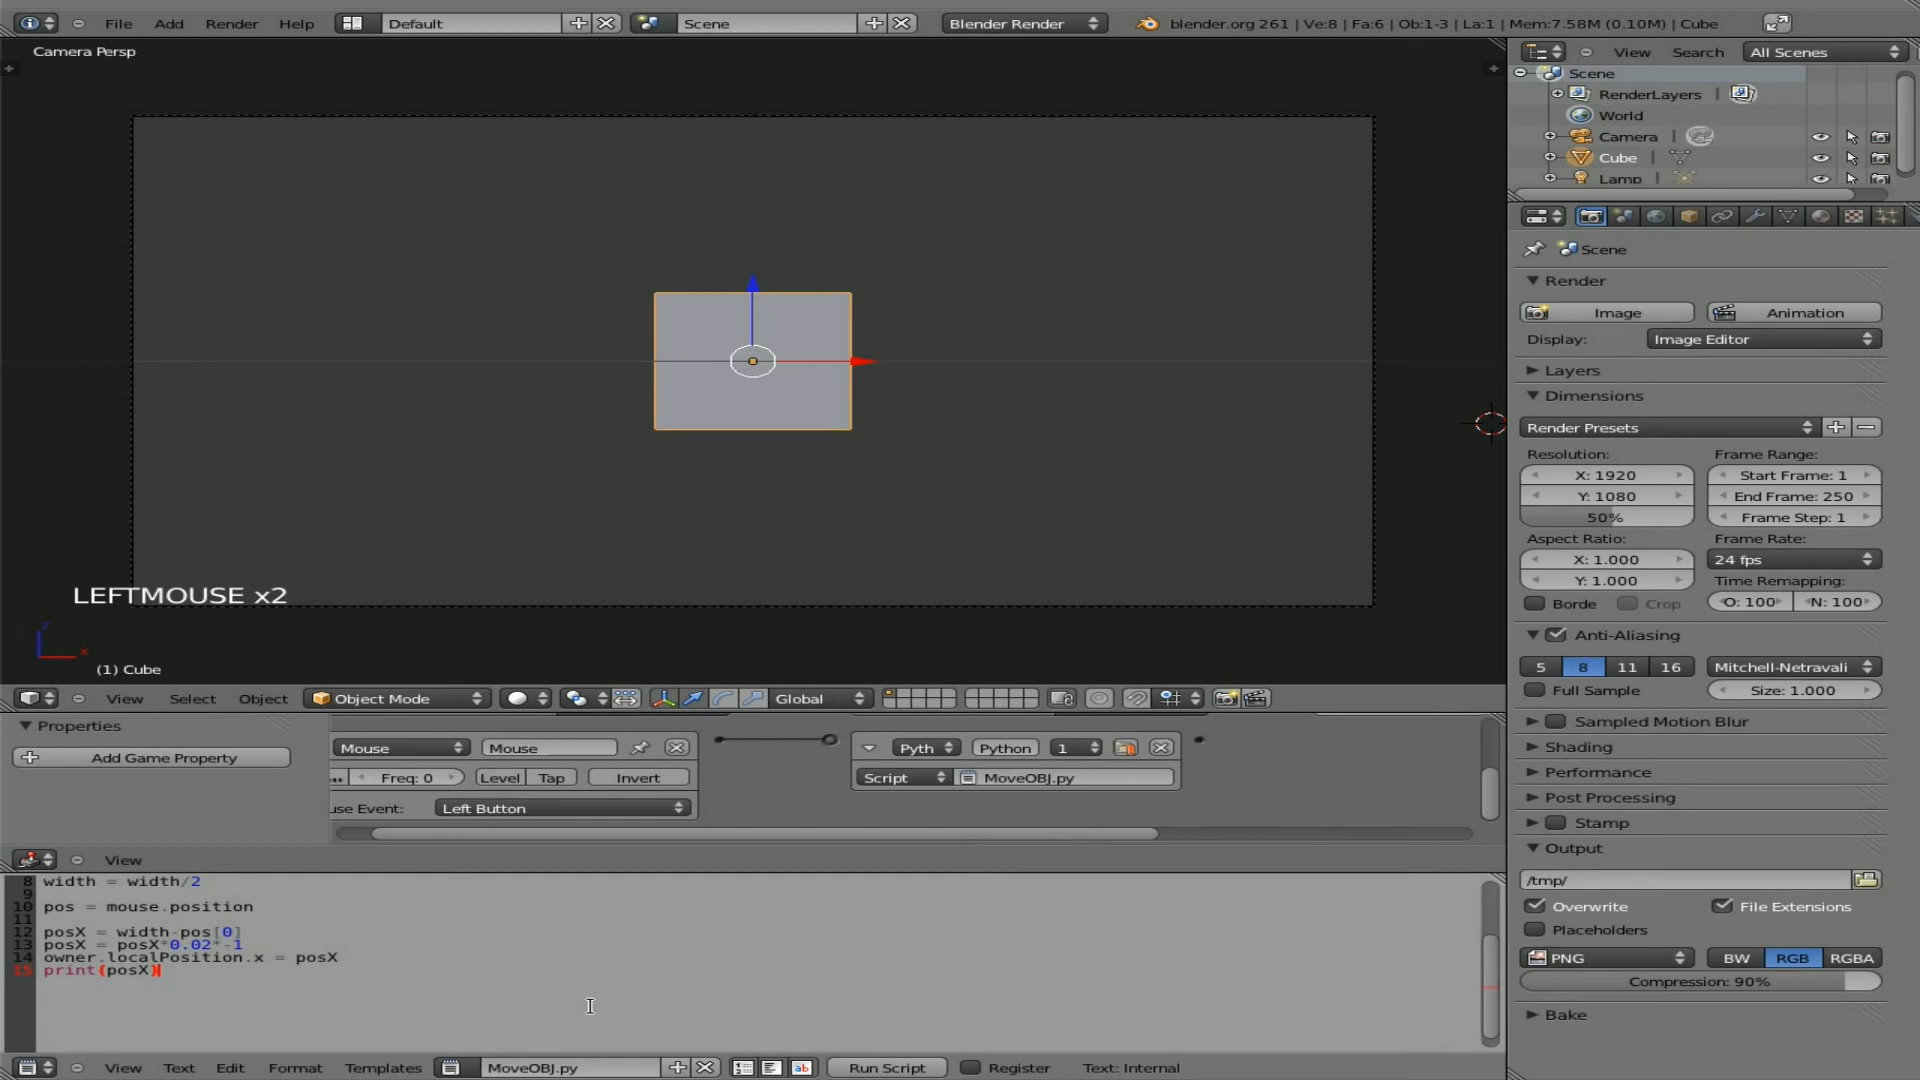 File Add Render Help Default Scene Blender Render blender.org 261 | Ve:8 | Fa:6 | Ob:1-3 | La:1 | Mem:7.58M (0.10M) | Cube
Camera Persp
View Search All Scenes
Scene
RenderLayers |
World
Camera |
Cube |
Lamp |
Scene
Render
Image Animation
Display: Image Editor
Layers
Dimensions
Render Presets
Resolution: Frame Range:
X: 1920 Start Frame: 1
Y: 1080 End Frame: 250
50% Frame Step: 1
Aspect Ratio: Frame Rate:
X: 1.000 24 fps
Y: 1.000 Time Remapping:
Borde Crop O: 100 N: 100
Anti-Aliasing
5 8 11 16 Mitchell-Netravali
Full Sample Size: 1.000
Sampled Motion Blur
Shading
Performance
Post Processing
Stamp
Output
/tmp/
Overwrite File Extensions
Placeholders
PNG BW RGB RGBA
Compression: 90%
Bake
LEFTMOUSE x2
z
x
(1) Cube
View Select Object Object Mode Global
Properties
Add Game Property
Mouse Mouse Pyth Python 1
Freq: 0 Level Tap Invert Script MoveOBJ.py
use Event: Left Button
View
8 width = width/2
9
10 pos = mouse.position
11
12 posX = width-pos[0]
13 posX = posX*0.02*-1
14 owner.localPosition.x = posX
15 print(posX)
View Text Edit Format Templates MoveOBJ.py Run Script Register Text: Internal